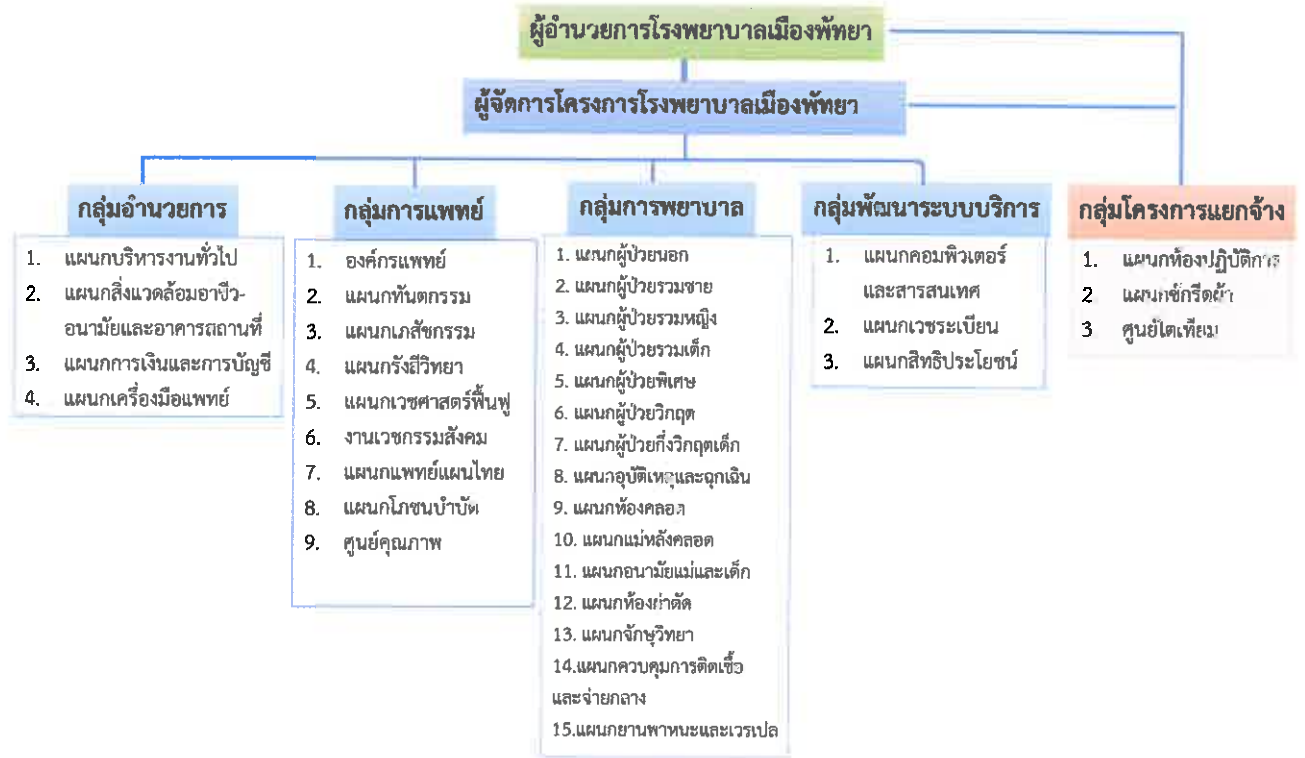 ผู้อำนวยการโรงพยาบาลเมืองพัทยา
ผู้จัดการโครงการโรงพยาบาลเมืองพัทยา
กลุ่มอำนวยการ
1. แผนกบริหารงานทั่วไป
2. แผนกสิ่งแวดล้อมอาชีว-
อนามัยและอาคารสถานที่
3. แผนกการเงินและการบัญชี
4. แผนกเครื่องมือแพทย์
กลุ่มการแพทย์
1. องค์กรแพทย์
2. แผนกทันตกรรม
3. แผนกเภสัชกรรม
4. แผนกรังสีวิทยา
5. แผนกเวชศาสตร์ฟื้นฟู
6. งานเวชกรรมสังคม
7. แผนกแพทย์แผนไทย
8. แผนกโภชนบำบัด
9. ศูนย์คุณภาพ
กลุ่มการพยาบาล
1. แผนกผู้ป่วยนอก
2. แผนกผู้ป่วยรวมชาย
3. แผนกผู้ป่วยรวมหญิง
4. แผนกผู้ป่วยรวมเด็ก
5. แผนกผู้ป่วยพิเศษ
6. แผนกผู้ป่วยวิกฤต
7. แผนกผู้ป่วยกึ่งวิกฤตเด็ก
8. แผนกอุบัติเหตุและฉุกเฉิน
9. แผนกห้องคลอด
10. แผนกแม่หลังคลอด
11. แผนกอนามัยแม่และเด็ก
12. แผนกห้องผ่าตัด
13. แผนกจักษุวิทยา
14.แผนกควบคุมการติดเชื้อ
และจ่ายกลาง
15.แผนกยานพาหนะและเวรเปล
กลุ่มพัฒนาระบบบริการ
1. แผนกคอมพิวเตอร์
และสารสนเทศ
2. แผนกเวชระเบียน
3. แผนกสิทธิประโยชน์
กลุ่มโครงการแยกจ้าง
1. แผนกห้องปฏิบัติการ
2 แผนกซักรีดผ้า
3 ศูนย์ไตเทียม